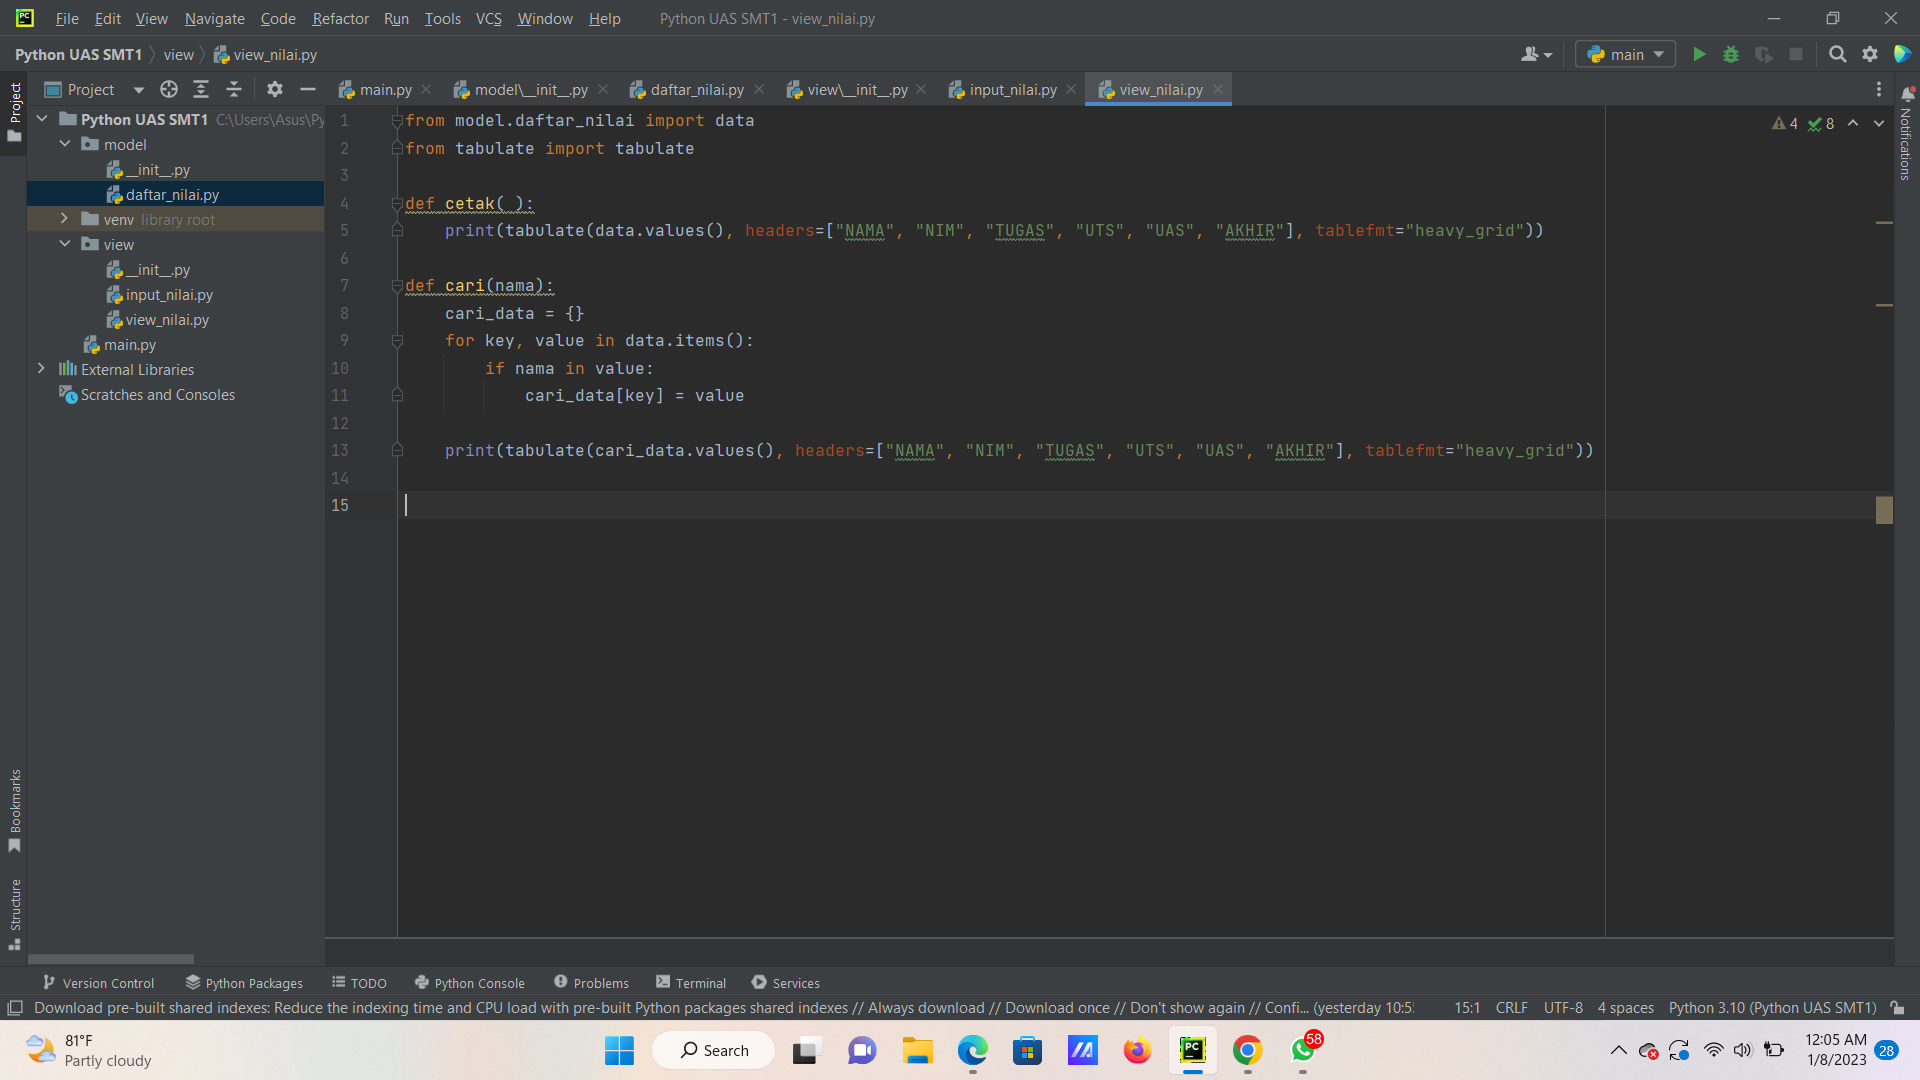 File Edit View Navigate Code Refactor Run Tools VCS Window Help Python UAS SMT1 - view_nilai.py
Python UAS SMT1 view view_nilai.py
main
Project
main.py model\__init__.py daftar_nilai.py view\__init__.py input_nilai.py view_nilai.py
Project
Notifications
Bookmarks
Structure
Python UAS SMT1 C:\Users\Asus\Py
model
__init__.py
daftar_nilai.py
venv library root
view
__init__.py
input_nilai.py
view_nilai.py
main.py
External Libraries
Scratches and Consoles
4 8
1 from model.daftar_nilai import data
2 from tabulate import tabulate
3
4 def cetak( ):
5 print(tabulate(data.values(), headers=["NAMA", "NIM", "TUGAS", "UTS", "UAS", "AKHIR"], tablefmt="heavy_grid"))
6
7 def cari(nama):
8 cari_data = {}
9 for key, value in data.items():
10 if nama in value:
11 cari_data[key] = value
12
13 print(tabulate(cari_data.values(), headers=["NAMA", "NIM", "TUGAS", "UTS", "UAS", "AKHIR"], tablefmt="heavy_grid"))
14
15
Version Control Python Packages TODO Python Console Problems Terminal Services
Download pre-built shared indexes: Reduce the indexing time and CPU load with pre-built Python packages shared indexes // Always download // Download once // Don't show again // Confi... (yesterday 10:5 15:1 CRLF UTF-8 4 spaces Python 3.10 (Python UAS SMT1)
81°F
Partly cloudy
Search
PC
58
12:05 AM
1/8/2023
28